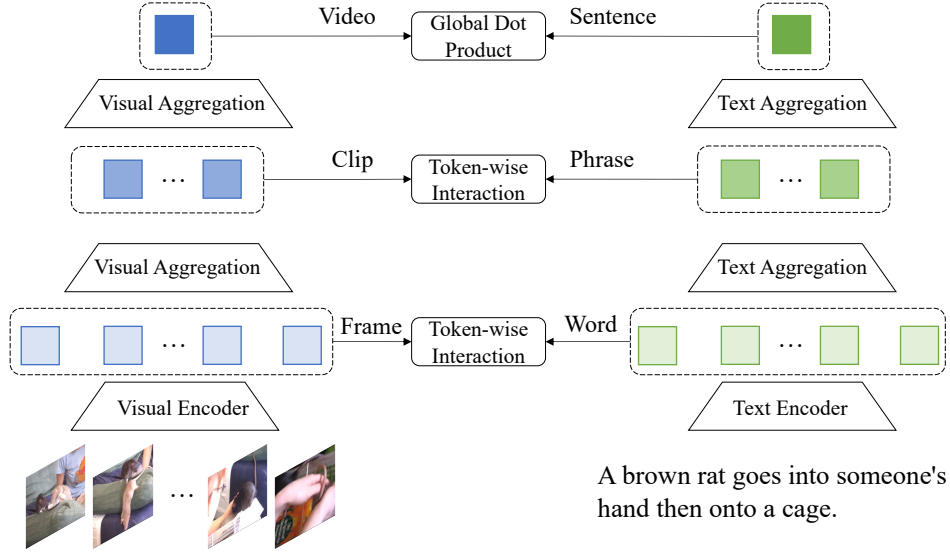 Video
Global Dot
Product
Sentence
Visual Aggregation
Text Aggregation
Clip
Token-wise
Interaction
Phrase
Visual Aggregation
Text Aggregation
Frame
Token-wise
Interaction
Word
Visual Encoder
Text Encoder
A brown rat goes into someone's
hand then onto a cage.